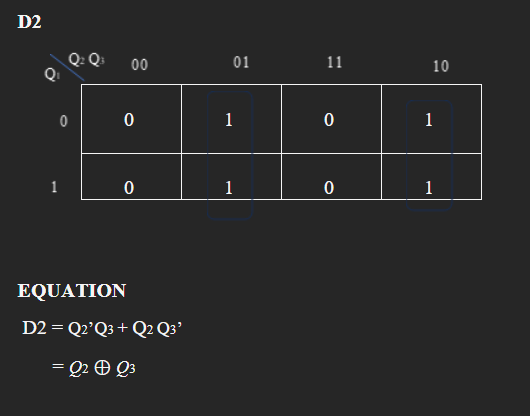 D2
Q2 Q3 00 01 11 10
Q1
0 0 1 0 1
1 0 1 0 1
EQUATION
D2 = Q2’Q3 + Q2 Q3’
= Q2 ⊕ Q3